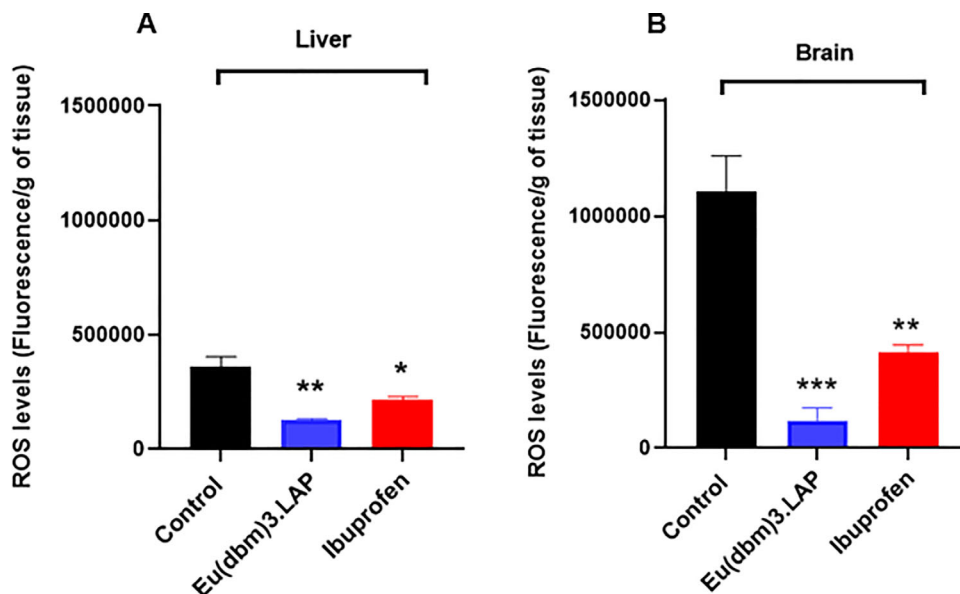 A
Liver
ROS levels (Fluorescence/g of tissue)
1500000
1000000
500000
0
**
*
Control
Eu(dbm)3.LAP
Ibuprofen
B
Brain
ROS levels (Fluorescence/g of tissue)
1500000
1000000
500000
0
***
**
Control
Eu(dbm)3.LAP
Ibuprofen